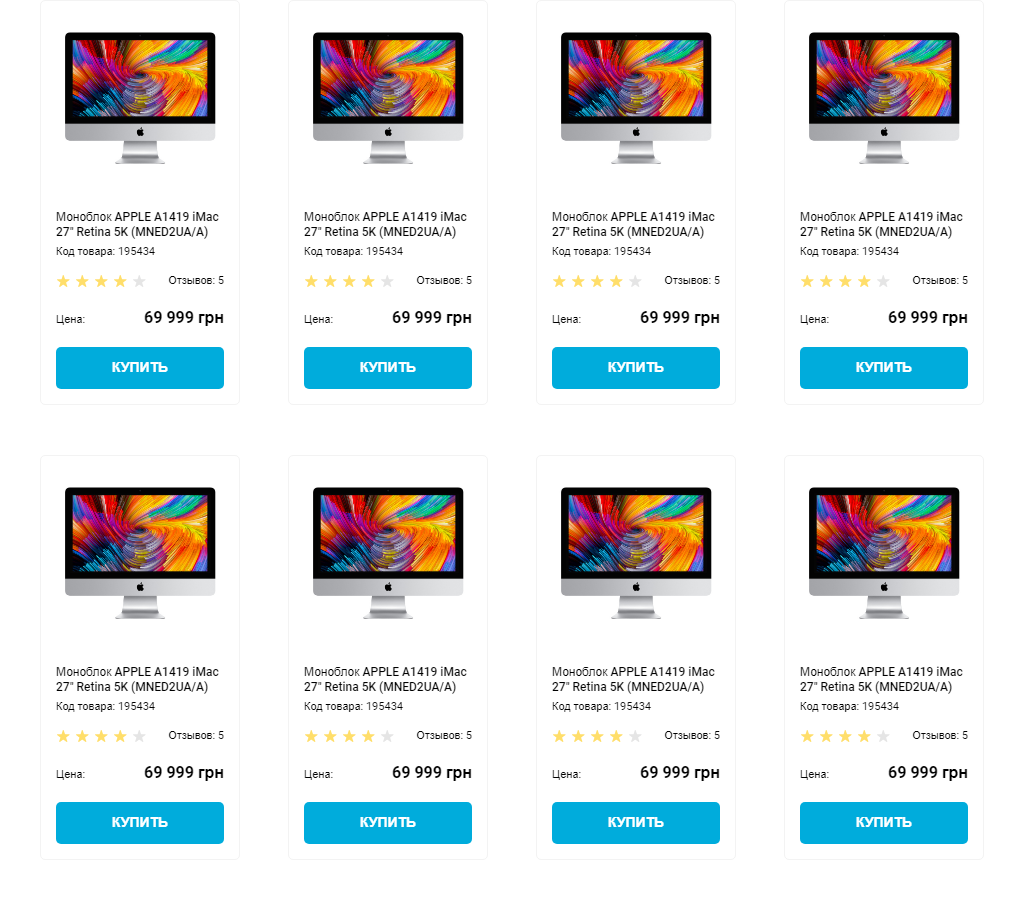 Моноблок APPLE A1419 iMac
27" Retina 5K (MNED2UA/A)
Код товара: 195434
Отзывов: 5
Цена: 69 999 грн
КУПИТЬ
Моноблок APPLE A1419 iMac
27" Retina 5K (MNED2UA/A)
Код товара: 195434
Отзывов: 5
Цена: 69 999 грн
КУПИТЬ
Моноблок APPLE A1419 iMac
27" Retina 5K (MNED2UA/A)
Код товара: 195434
Отзывов: 5
Цена: 69 999 грн
КУПИТЬ
Моноблок APPLE A1419 iMac
27" Retina 5K (MNED2UA/A)
Код товара: 195434
Отзывов: 5
Цена: 69 999 грн
КУПИТЬ
Моноблок APPLE A1419 iMac
27" Retina 5K (MNED2UA/A)
Код товара: 195434
Отзывов: 5
Цена: 69 999 грн
КУПИТЬ
Моноблок APPLE A1419 iMac
27" Retina 5K (MNED2UA/A)
Код товара: 195434
Отзывов: 5
Цена: 69 999 грн
КУПИТЬ
Моноблок APPLE A1419 iMac
27" Retina 5K (MNED2UA/A)
Код товара: 195434
Отзывов: 5
Цена: 69 999 грн
КУПИТЬ
Моноблок APPLE A1419 iMac
27" Retina 5K (MNED2UA/A)
Код товара: 195434
Отзывов: 5
Цена: 69 999 грн
КУПИТЬ